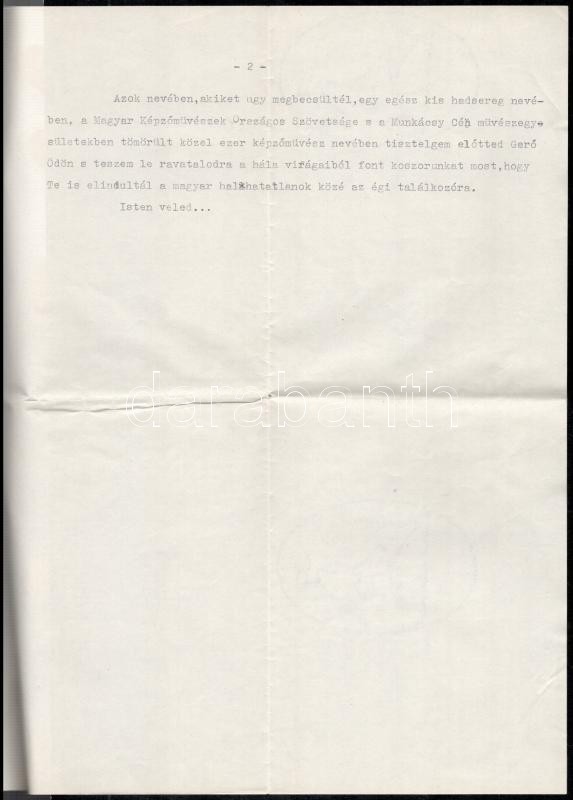 - 2 -
Azok nevében,akiket ugy megbecsültél,egy egész kis hadsereg nevé-
ben, a Magyar Képzőművészek Országos Szövetsége s a Munkácsy Céh művészegye-
sületekben tömörült közel ezer képzőművész nevében tisztelgem előtted Gerő
Ödön s teszem le ravatalodra a hála virágaiból font koszorunkat most,hogy
Te is elindultál a magyar halhatatlanok közé az égi találkozóra.
Isten veled...
darabanth